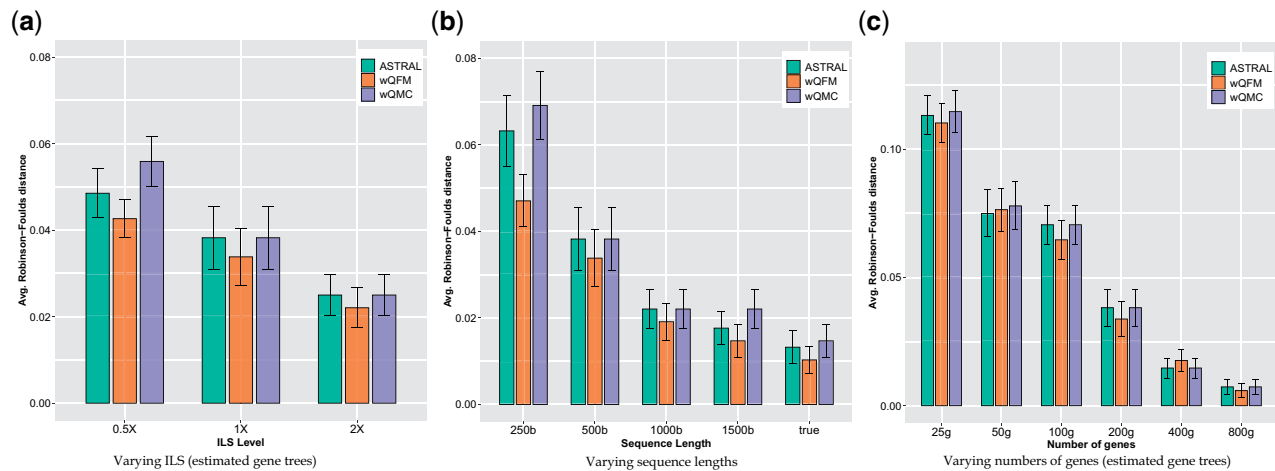 (a)
0.08
0.06
0.04
0.02
0.00
Avg. Robinson−Foulds distance
ASTRAL
wQFM
wQMC
0.5X
1X
2X
ILS Level
Varying ILS (estimated gene trees)
(b)
0.08
0.06
0.04
0.02
0.00
Avg. Robinson−Foulds distance
ASTRAL
wQFM
wQMC
250b
500b
1000b
1500b
true
Sequence Length
Varying sequence lengths
(c)
0.10
0.05
0.00
Avg. Robinson−Foulds distance
ASTRAL
wQFM
wQMC
25g
50g
100g
200g
400g
800g
Number of genes
Varying numbers of genes (estimated gene trees)